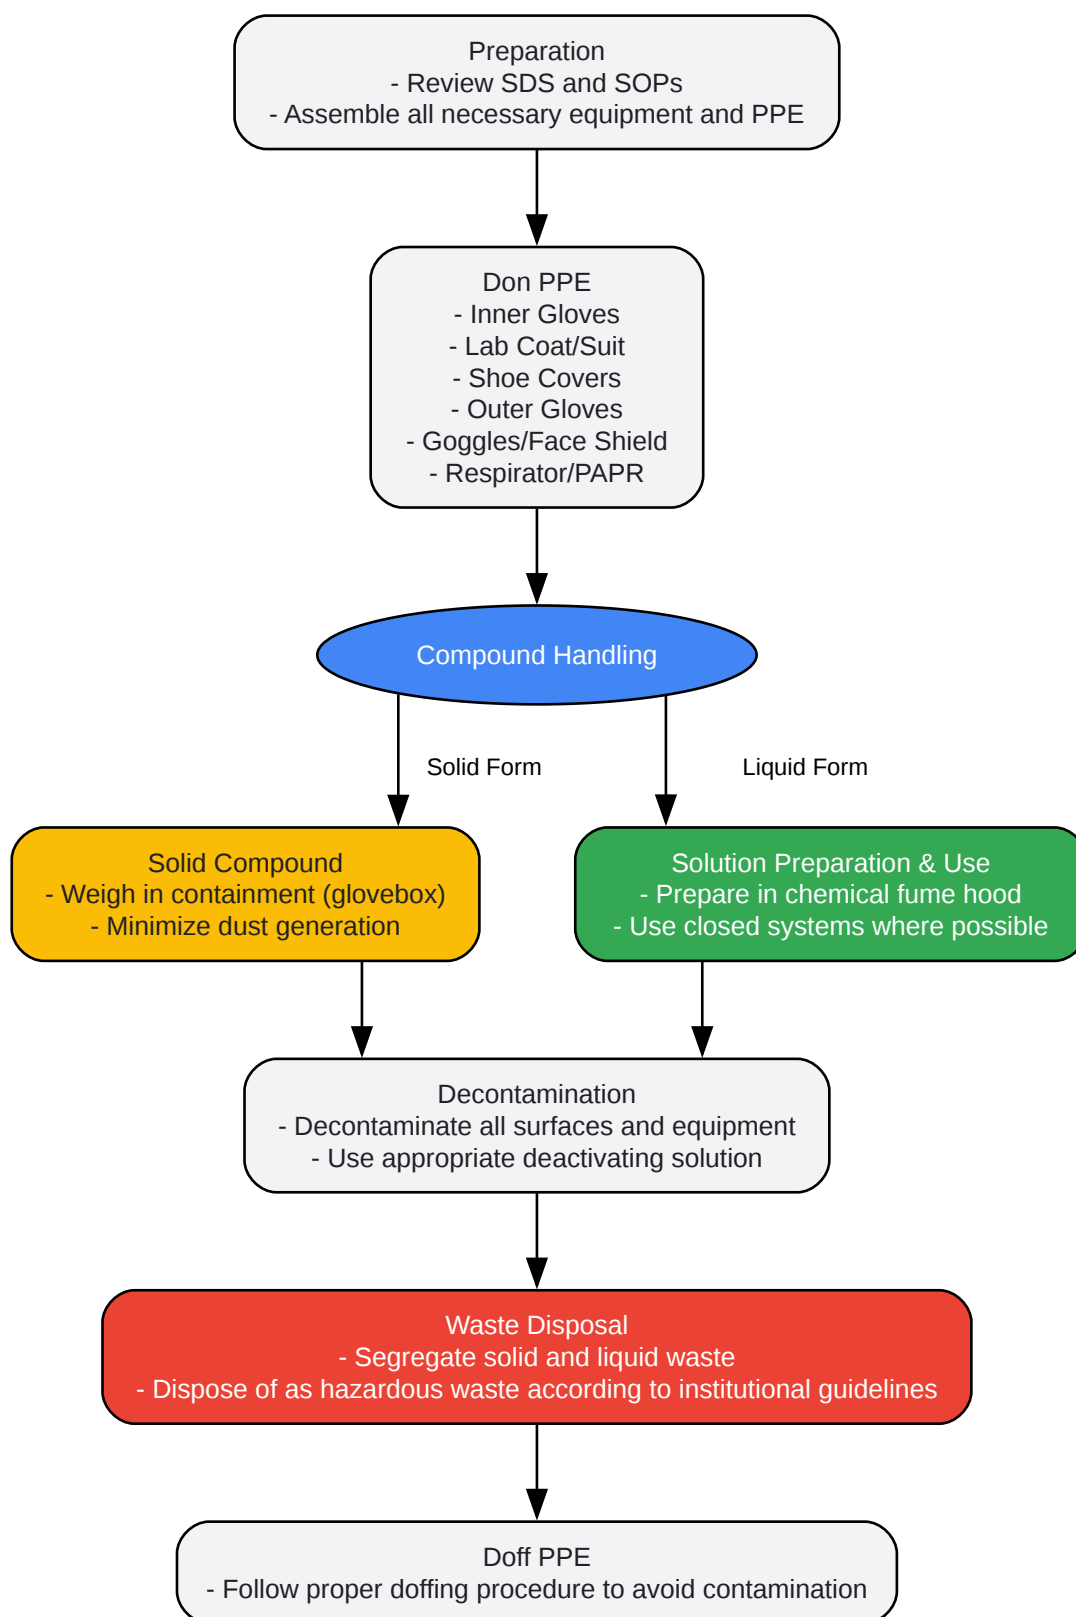 Preparation
- Review SDS and SOPs
- Assemble all necessary equipment and PPE
Don PPE
- Inner Gloves
- Lab Coat/Suit
- Shoe Covers
- Outer Gloves
- Goggles/Face Shield
- Respirator/PAPR
Compound Handling
Solid Form
Liquid Form
Solid Compound
- Weigh in containment (glovebox)
- Minimize dust generation
Solution Preparation & Use
- Prepare in chemical fume hood
- Use closed systems where possible
Decontamination
- Decontaminate all surfaces and equipment
- Use appropriate deactivating solution
Waste Disposal
- Segregate solid and liquid waste
- Dispose of as hazardous waste according to institutional guidelines
Doff PPE
- Follow proper doffing procedure to avoid contamination